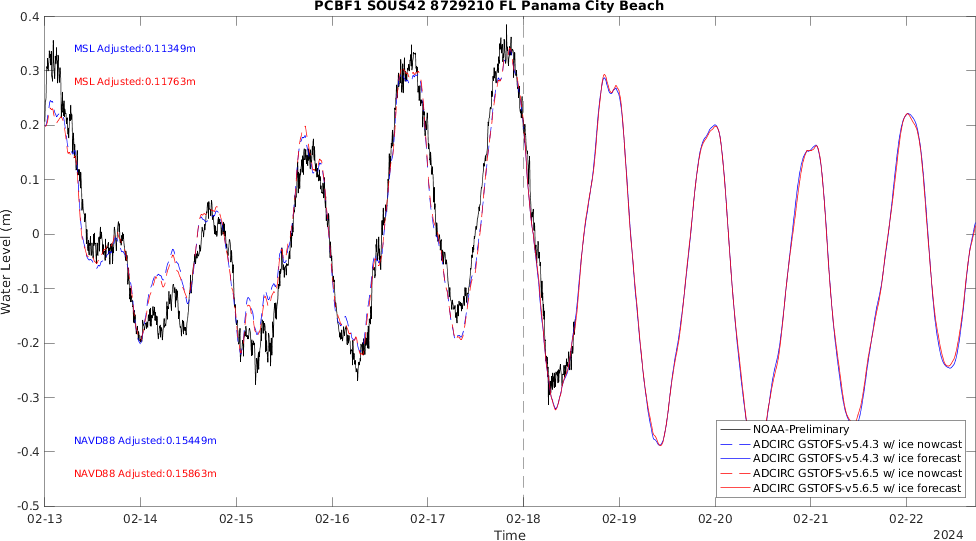 PCBF1 SOUS42 8729210 FL Panama City Beach
0.4
0.3
0.2
0.1
0
-0.1
-0.2
-0.3
-0.4
-0.5
Water Level (m)
MSL Adjusted:0.11349m
MSL Adjusted:0.11763m
NAVD88 Adjusted:0.15449m
NAVD88 Adjusted:0.15863m
NOAA-Preliminary
ADCIRC GSTOFS-v5.4.3 w/ ice nowcast
ADCIRC GSTOFS-v5.4.3 w/ ice forecast
ADCIRC GSTOFS-v5.6.5 w/ ice nowcast
ADCIRC GSTOFS-v5.6.5 w/ ice forecast
02-13 02-14 02-15 02-16 02-17 02-18 02-19 02-20 02-21 02-22
Time
2024